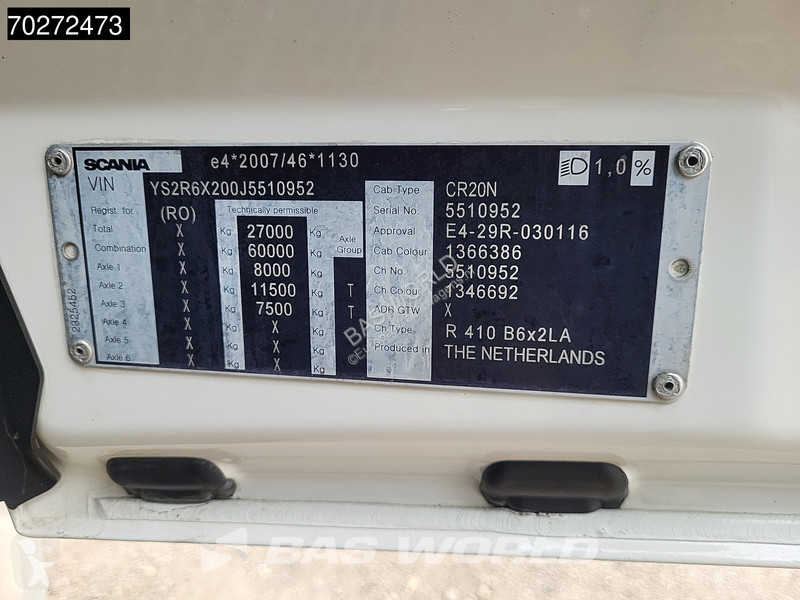 70272473
SCANIA e4*2007/46*1130 1,0 %
VIN YS2R6X200J5510952
Regist. for (RO) Technically permissible
Total X 27000 Kg
Combination X 60000 Kg Axle Group
Axle 1 X Kg 8000 Kg
Axle 2 X Kg 11500 Kg T
Axle 3 X Kg 7500 Kg T
Axle 4 X Kg X Kg
Axle 5 X Kg X Kg
Axle 6 X Kg X Kg
Cab Type CR20N
Serial No. 5510952
Approval E4-29R-030116
Cab Colour 1366386
Ch No. 5510952
Ch Colour 1346692
ADR GTW X
Ch Type R 410 B6x2LA
Produced in THE NETHERLANDS
2325452
BAS WORLD
BAS WORLD